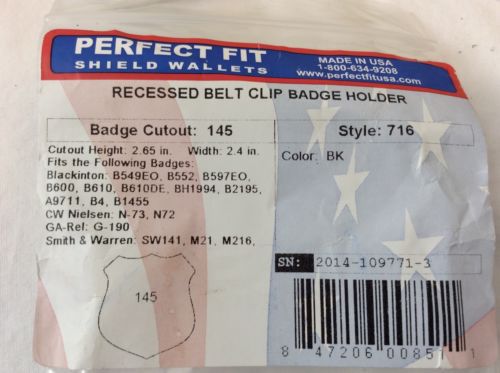 PERFECT FIT
SHIELD WALLETS
MADE IN USA
1-800-634-9208
www.perfectfitusa.com
RECESSED BELT CLIP BADGE HOLDER
Badge Cutout: 145
Style: 716
Cutout Height: 2.65 in. Width: 2.4 in.
Color: BK
Fits the Following Badges:
Blackinton: B549EO, B552, B597EO,
B600, B610, B610DE, BH1994, B2195,
A9711, B4, B1455
CW Nielsen: N-73, N72
GA-Rel: G-190
Smith & Warren: SW141, M21, M216,
SN: 2014-109771-3
145
8 47206 00851 1